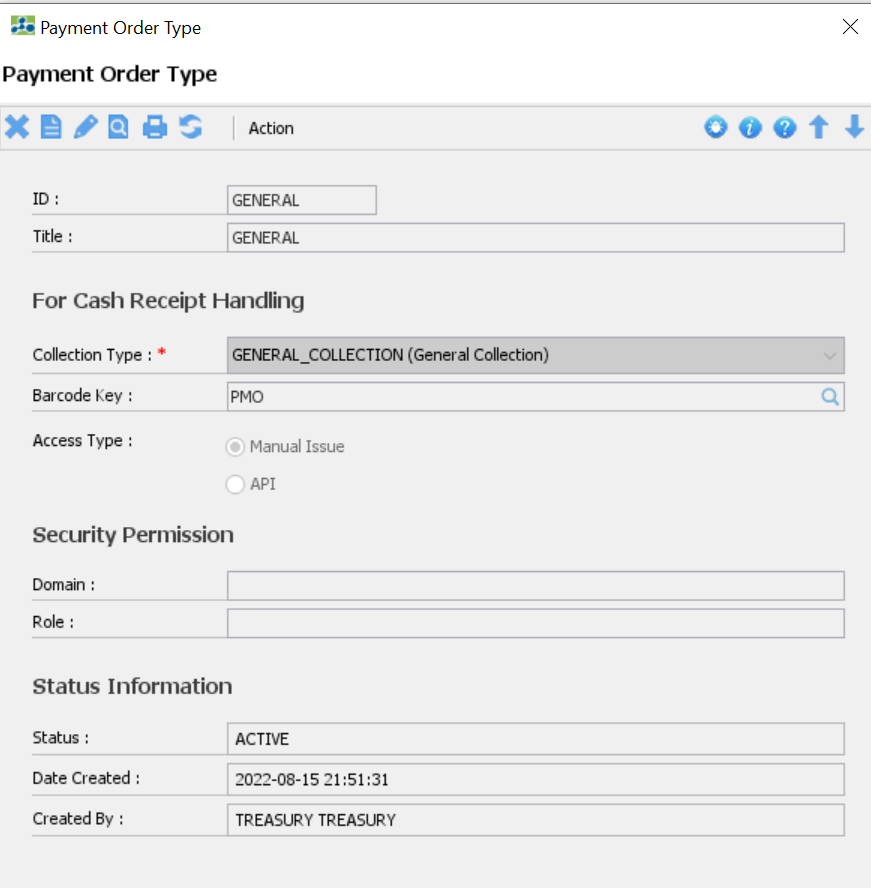 Payment Order Type
Payment Order Type
Action
ID :
GENERAL
Title :
GENERAL
For Cash Receipt Handling
Collection Type : *
GENERAL_COLLECTION (General Collection)
Barcode Key :
PMO
Access Type :
Manual Issue
API
Security Permission
Domain :
Role :
Status Information
Status :
ACTIVE
Date Created :
2022-08-15 21:51:31
Created By :
TREASURY TREASURY